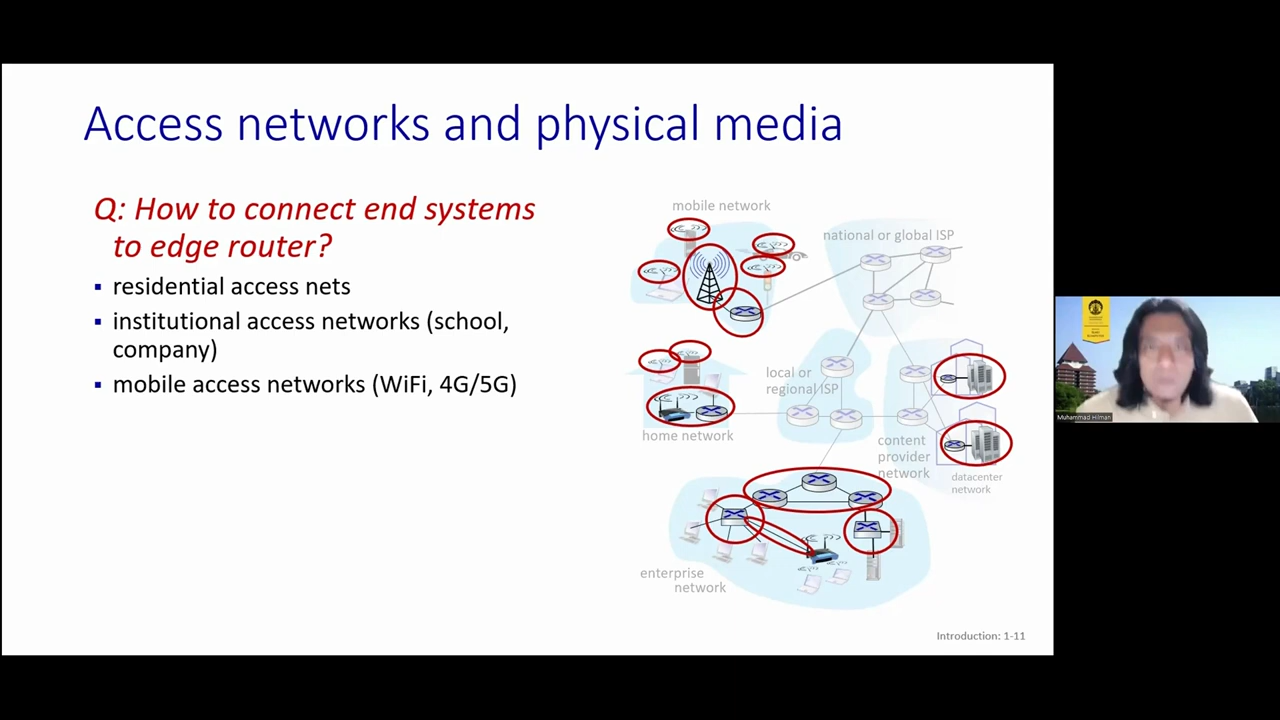 Access networks and physical media
Q: How to connect end systems
to edge router?
▪ residential access nets
▪ institutional access networks (school,
company)
▪ mobile access networks (WiFi, 4G/5G)
mobile network
national or global ISP
local or
regional ISP
home network
content
provider
network
datacenter
network
enterprise
network
Introduction: 1-11
Muhammad Hilman